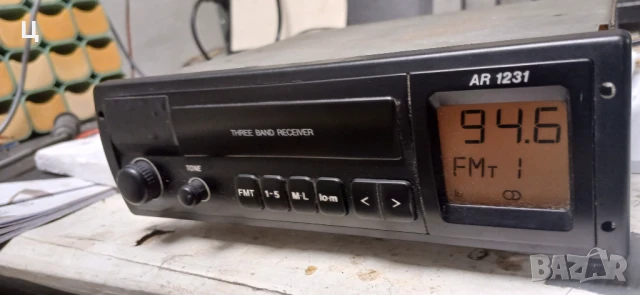 Ц
AR 1231
94.6
THREE BAND RECEIVER
FMT 1
TONE
FMT 1-5 M·L lo·m < >
BAZAR